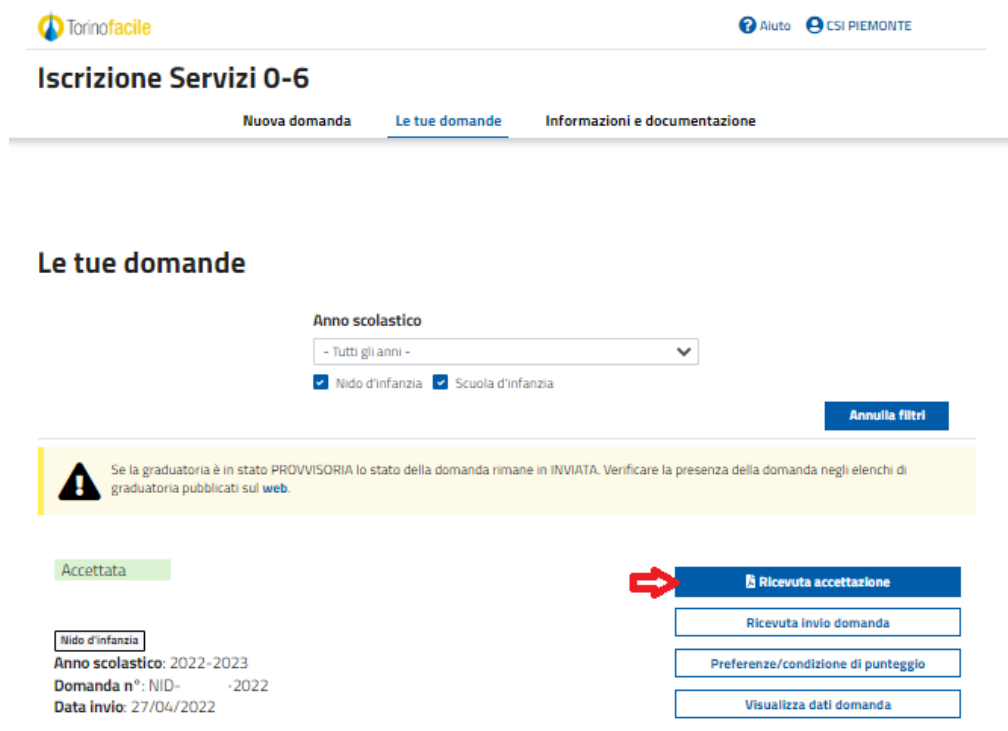 Torinofacile
Aiuto CSI PIEMONTE
Iscrizione Servizi 0-6
Nuova domanda Le tue domande Informazioni e documentazione
Le tue domande
Anno scolastico
- Tutti gli anni -
Nido d'infanzia Scuola d'infanzia
Annulla filtri
Se la graduatoria è in stato PROVVISORIA lo stato della domanda rimane in INVIATA. Verificare la presenza della domanda negli elenchi di
graduatoria pubblicati sul web.
Accettata
Ricevuta accettazione
Ricevuta invio domanda
Nido d'infanzia
Anno scolastico: 2022-2023
Preferenze/condizione di punteggio
Domanda n°: NID- -2022
Data invio: 27/04/2022
Visualizza dati domanda